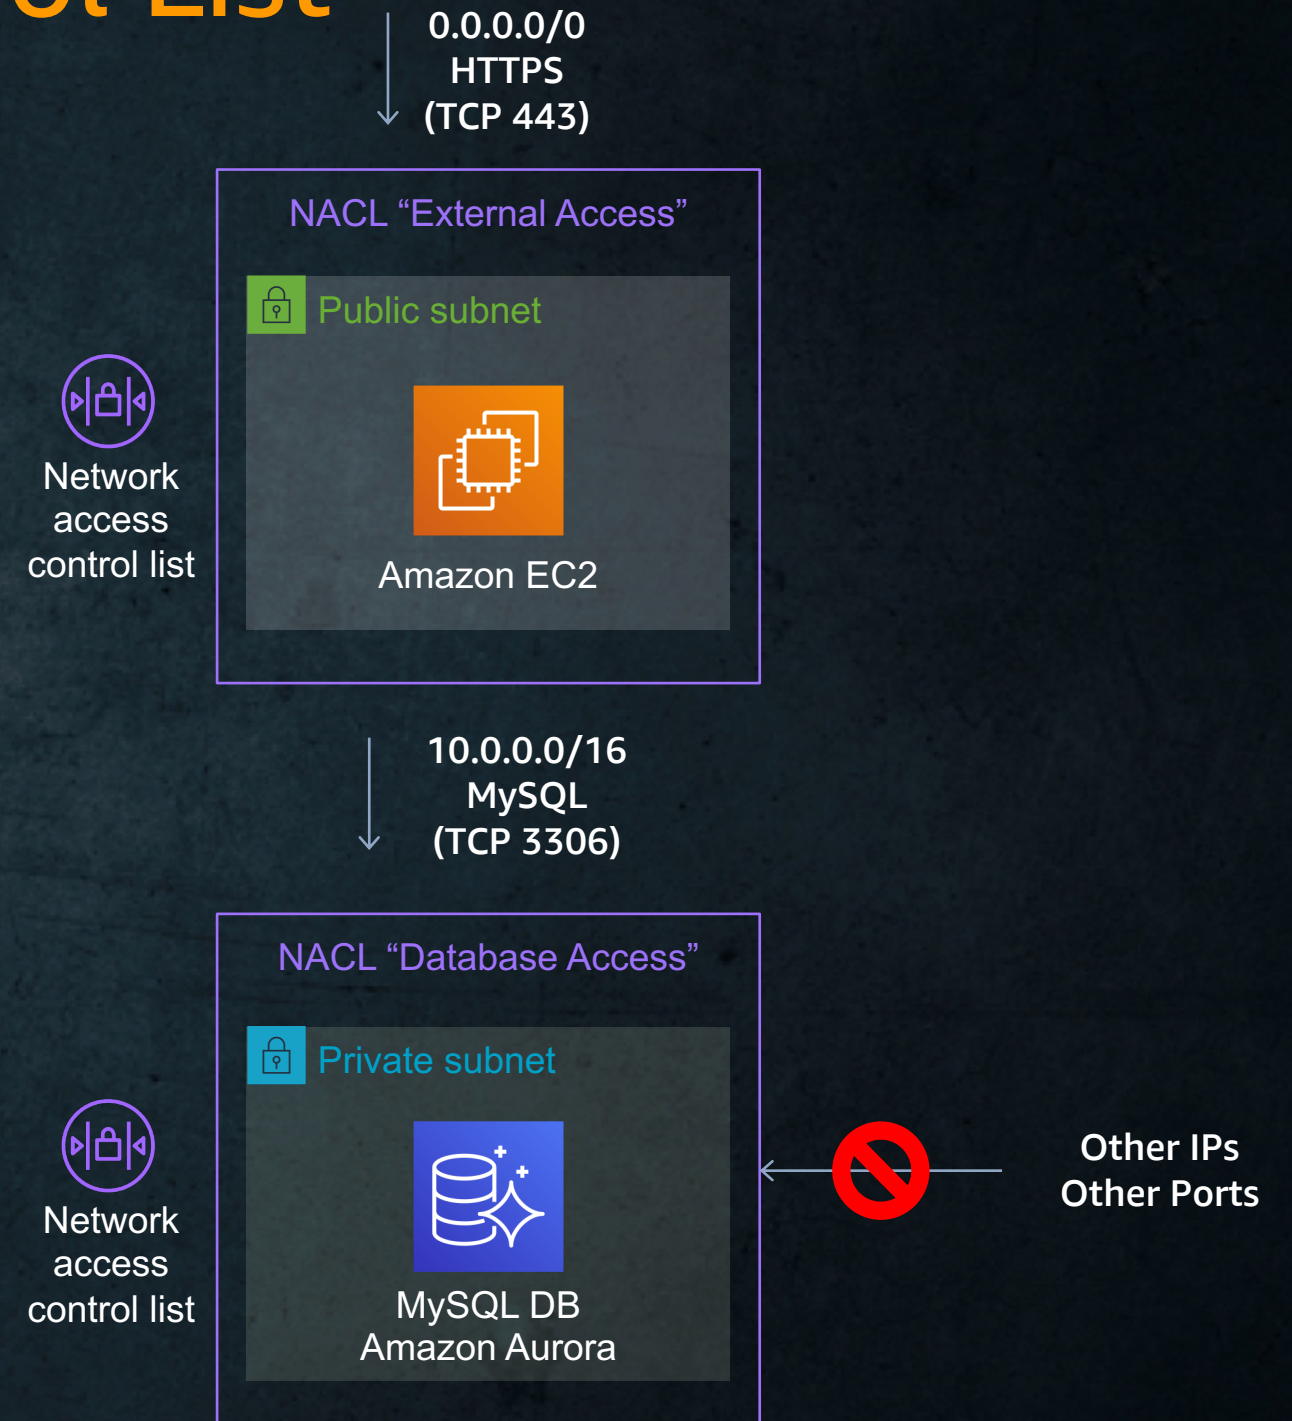 List
0.0.0.0/0
HTTPS
(TCP 443)
NACL “External Access”
Public subnet
Network
access
control list
Amazon EC2
10.0.0.0/16
MySQL
(TCP 3306)
NACL “Database Access”
Private subnet
Other IPs
Other Ports
Network
access
control list
MySQL DB
Amazon Aurora